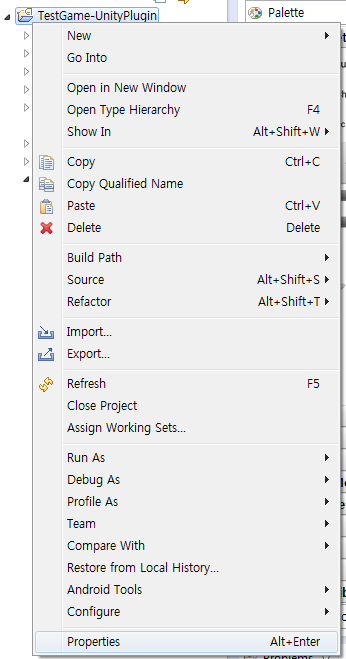 TestGame-UnityPlugin
Palette
New
Go Into
Open in New Window
Open Type Hierarchy F4
Show In Alt+Shift+W
Copy Ctrl+C
Copy Qualified Name
Paste Ctrl+V
Delete Delete
Build Path
Source Alt+Shift+S
Refactor Alt+Shift+T
Import...
Export...
Refresh F5
Close Project
Assign Working Sets...
Run As
Debug As
Profile As
Team
Compare With
Restore from Local History...
Android Tools
Configure
Properties Alt+Enter